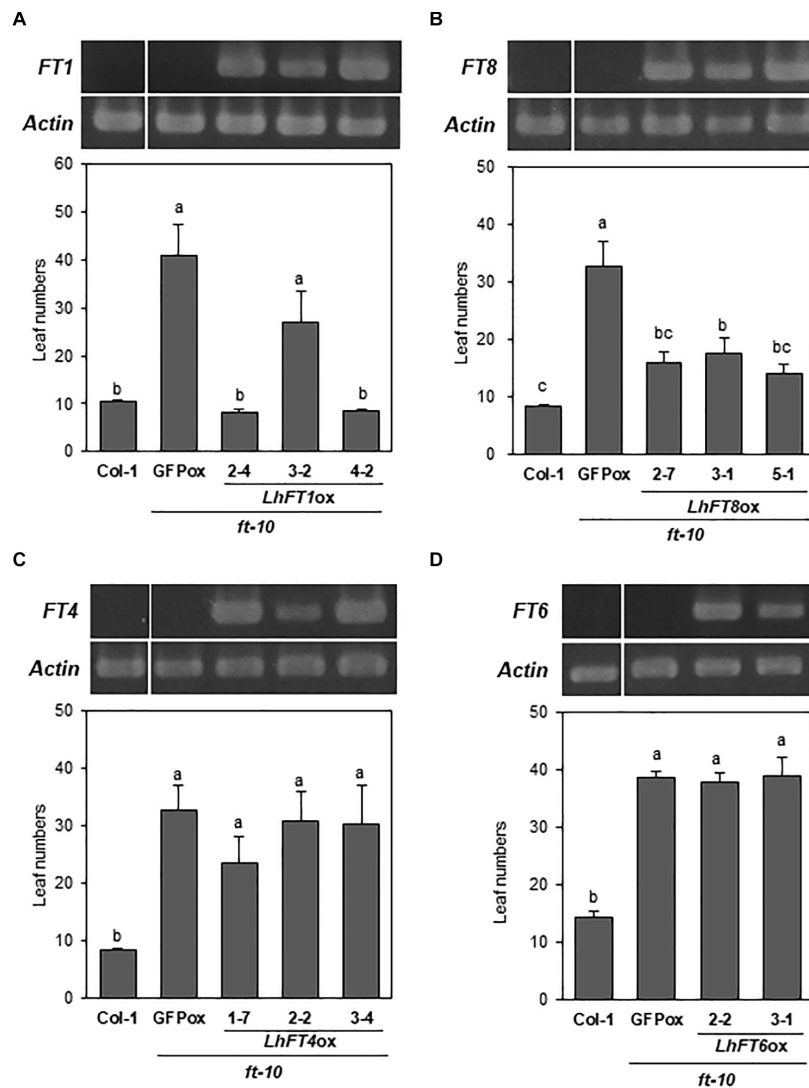 A
FT1
Actin
60
50
40
30
20
10
0
Leaf numbers
a
a
b
b
b
Col-1 GFPox 2-4 3-2 4-2
LhFT1ox
ft-10
B
FT8
Actin
50
40
30
20
10
0
Leaf numbers
a
bc
b
bc
c
Col-1 GFPox 2-7 3-1 5-1
LhFT8ox
ft-10
C
FT4
Actin
50
40
30
20
10
0
Leaf numbers
a
a
a
a
b
Col-1 GFPox 1-7 2-2 3-4
LhFT4ox
ft-10
D
FT6
Actin
50
40
30
20
10
0
Leaf numbers
a
a
a
b
Col-1 GFPox 2-2 3-1
LhFT6ox
ft-10